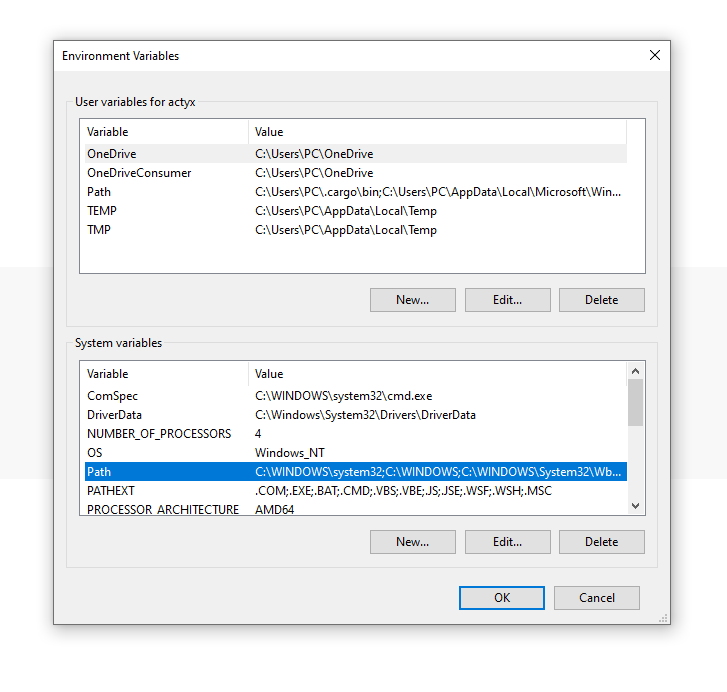 Environment Variables
User variables for actyx
Variable Value
OneDrive C:\Users\PC\OneDrive
OneDriveConsumer C:\Users\PC\OneDrive
Path C:\Users\PC\.cargo\bin;C:\Users\PC\AppData\Local\Microsoft\Win...
TEMP C:\Users\PC\AppData\Local\Temp
TMP C:\Users\PC\AppData\Local\Temp
New... Edit... Delete
System variables
Variable Value
ComSpec C:\WINDOWS\system32\cmd.exe
DriverData C:\Windows\System32\Drivers\DriverData
NUMBER_OF_PROCESSORS 4
OS Windows_NT
Path C:\WINDOWS\system32;C:\WINDOWS;C:\WINDOWS\System32\Wb...
PATHEXT .COM;.EXE;.BAT;.CMD;.VBS;.VBE;.JS;.JSE;.WSF;.WSH;.MSC
PROCESSOR_ARCHITECTURE AMD64
New... Edit... Delete
OK Cancel